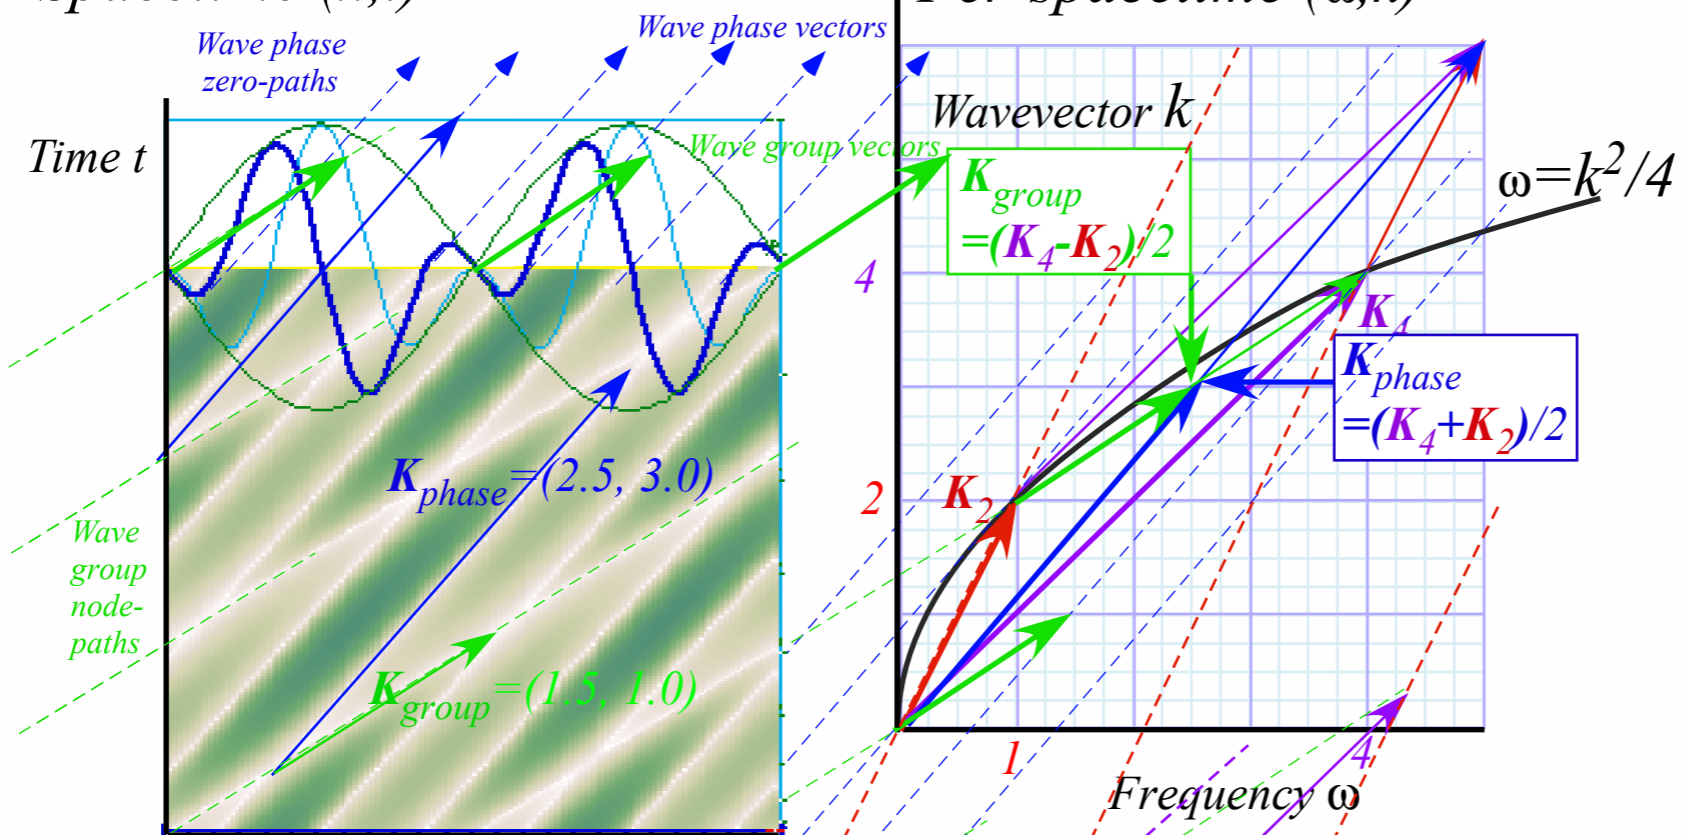 Wave phase
zero-paths
Wave phase vectors
Time t
Wave group vectors
Wavevector k
K_group
=(K_4-K_2)/2
ω=k^2/4
4
K_4
K_phase
=(K_4+K_2)/2
K_phase=(2.5, 3.0)
2
K_2
Wave
group
node-
paths
K_group=(1.5, 1.0)
1
4
Frequency ω